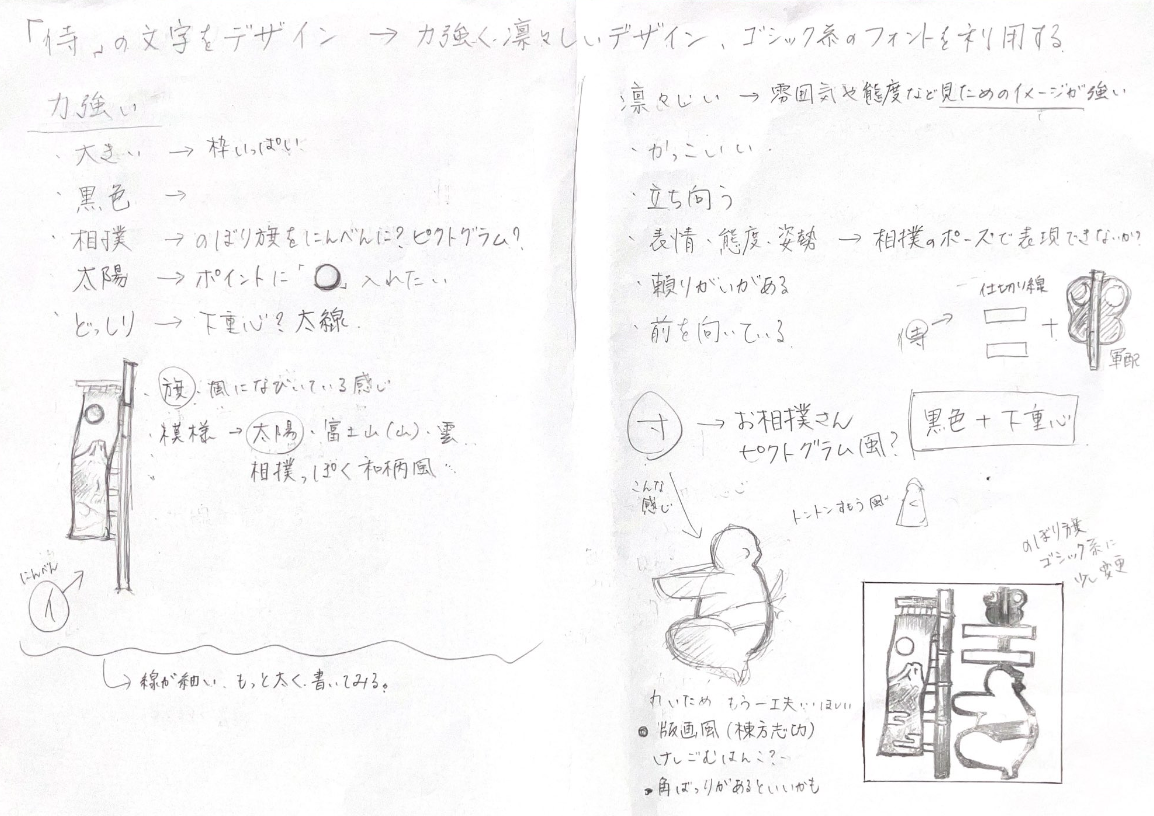 「侍」の文字をデザイン → 力強く凛々しいデザイン、ゴシック系のフォントを利用する
力強い
・大きい → 枠いっぱい
・黒色 →
・相撲 → のぼり旗をにんべんに?ピクトグラム?
・太陽 → ポイントに「○」入れたい
・どっしり → 下重心?太線
・旗・風になびいている感じ
・模様 → 太陽・富士山(山)・雲
相撲っぽく和柄風
にんべん
イ
線が細い、もっと太く書いてみる。
凛々しい → 雰囲気や態度など見ためのイメージが強い
・かっこいい
・立ち向う
・表情・態度・姿勢 → 相撲のポーズで表現できないか?
・頼りがいがある
・前を向いている
侍 →
仕切り線
+
軍配
寸 → お相撲さん
ピクトグラム風?
黒色+下重心
こんな
感じ
トントンすもう風
のぼり旗
ゴシック系に
少し変更
丸いため もう一工夫ほしい
版画風(棟方志功)
けしごむはんこ?
角ばっりがあるといいかも